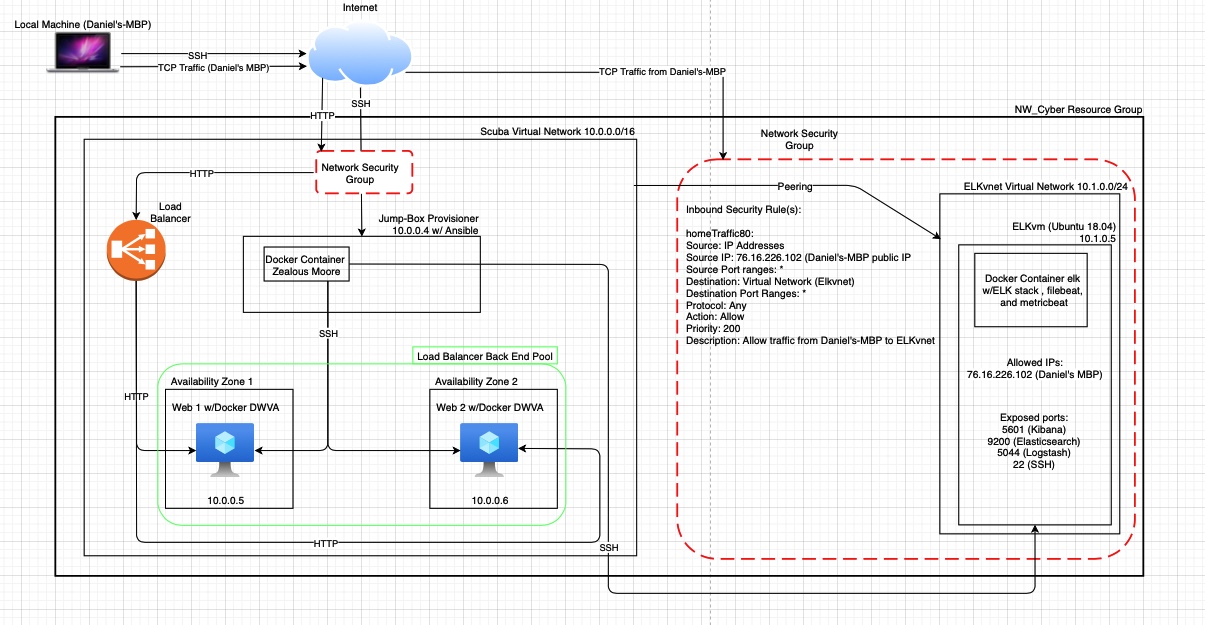 Internet
Local Machine (Daniel's-MBP)
SSH
TCP Traffic (Daniel's MBP)
TCP Traffic from Daniel's-MBP
SSH
HTTP
NW_Cyber Resource Group
Scuba Virtual Network 10.0.0.0/16
Network Security
Group
Network Security
Group
HTTP
Peering
ELKvnet Virtual Network 10.1.0.0/24
Load
Balancer
Jump-Box Provisioner
10.0.0.4 w/ Ansible
Docker Container
Zealous Moore
Inbound Security Rule(s):
homeTraffic80:
Source: IP Addresses
Source IP: 76.16.226.102 (Daniel's-MBP public IP
Source Port ranges: *
Destination: Virtual Network (Elkvnet)
Destination Port Ranges: *
Protocol: Any
Action: Allow
Priority: 200
Description: Allow traffic from Daniel's-MBP to ELKvnet
ELKvm (Ubuntu 18.04)
10.1.0.5
Docker Container elk
w/ELK stack , filebeat,
and metricbeat
SSH
Load Balancer Back End Pool
Allowed IPs:
76.16.226.102 (Daniel's MBP)
Availability Zone 1
Availability Zone 2
HTTP
Web 1 w/Docker DWVA
Web 2 w/Docker DWVA
Exposed ports:
5601 (Kibana)
9200 (Elasticsearch)
5044 (Logstash)
22 (SSH)
10.0.0.5
10.0.0.6
HTTP
SSH